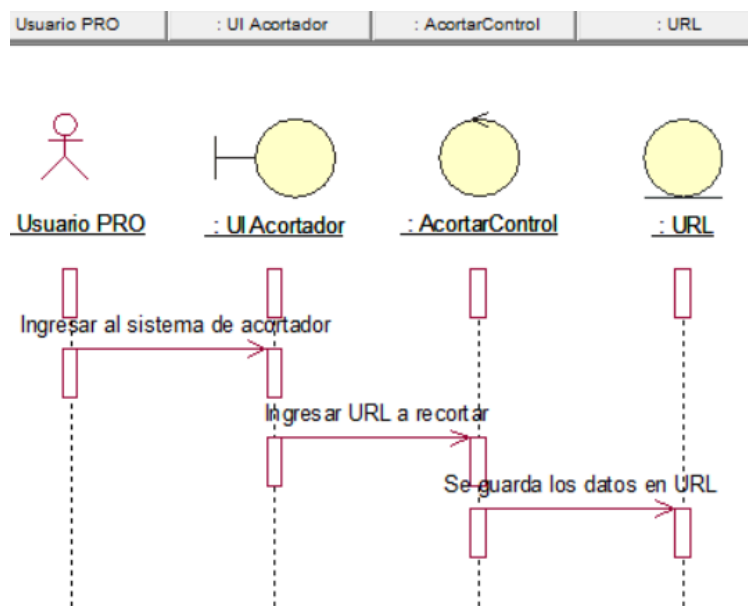 Usuario PRO
: UI Acortador
: AcortarControl
: URL
Usuario PRO
: UI Acortador
: AcortarControl
: URL
Ingresar al sistema de acortador
Ingresar URL a recortar
Se guarda los datos en URL